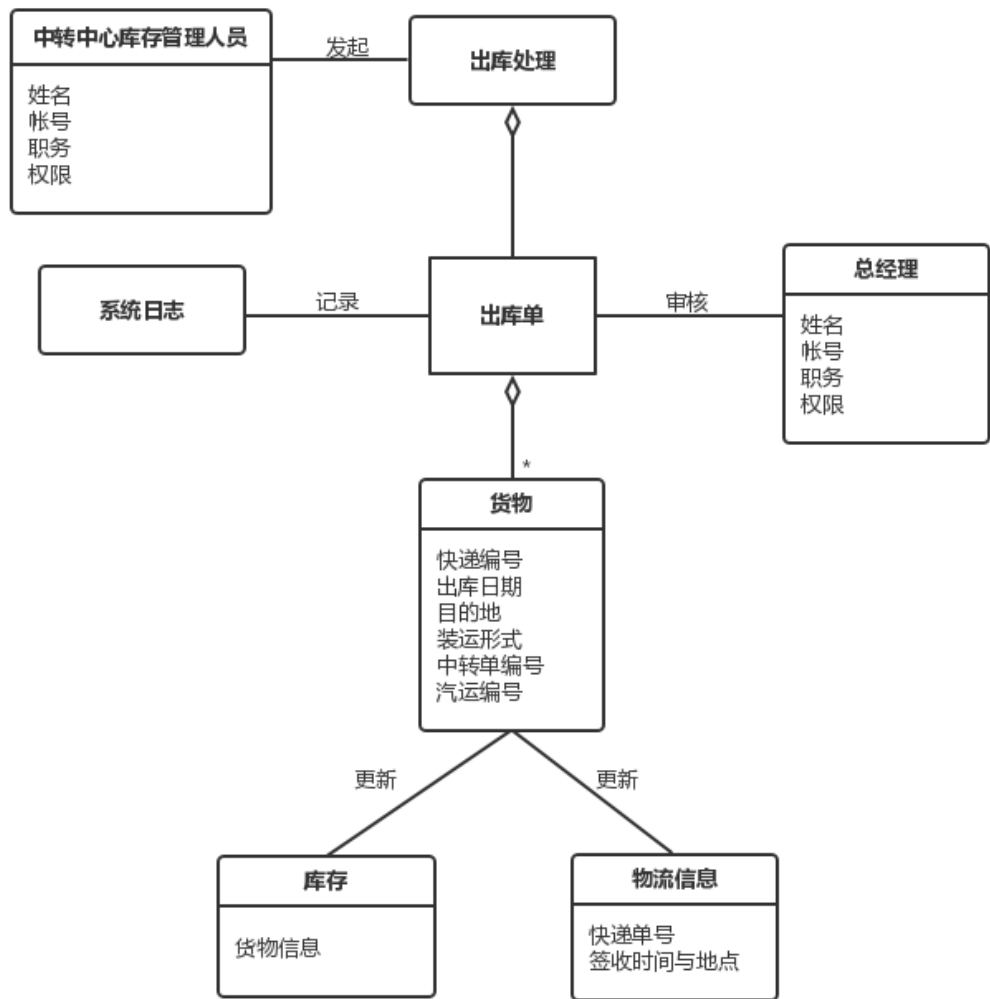 中转中心库存管理人员
姓名
帐号
职务
权限
发起
出库处理
系统日志
记录
出库单
审核
总经理
姓名
帐号
职务
权限
*
货物
快递编号
出库日期
目的地
装运形式
中转单编号
汽运编号
更新
更新
库存
货物信息
物流信息
快递单号
签收时间与地点